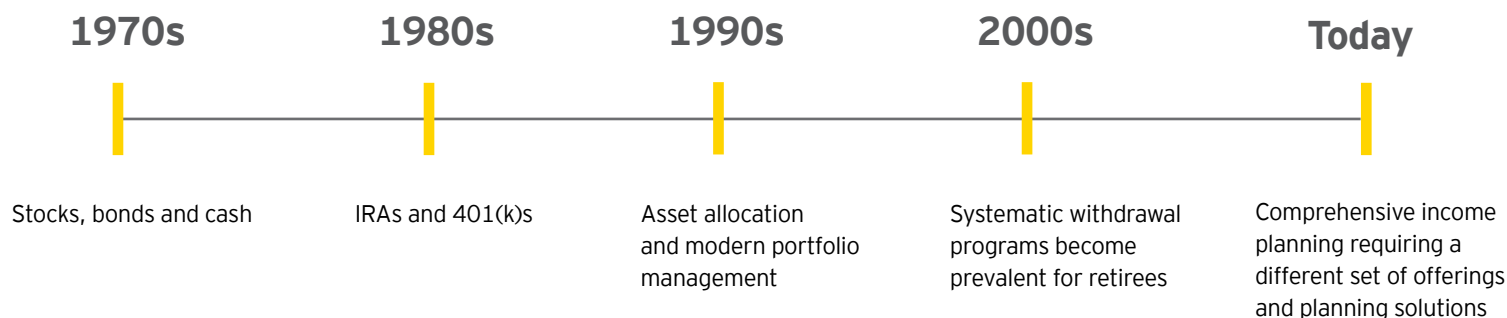 1970s
1980s
1990s
2000s
Today
Stocks, bonds and cash
IRAs and 401(k)s
Asset allocation
and modern portfolio
management
Systematic withdrawal
programs become
prevalent for retirees
Comprehensive income
planning requiring a
different set of offerings
and planning solutions